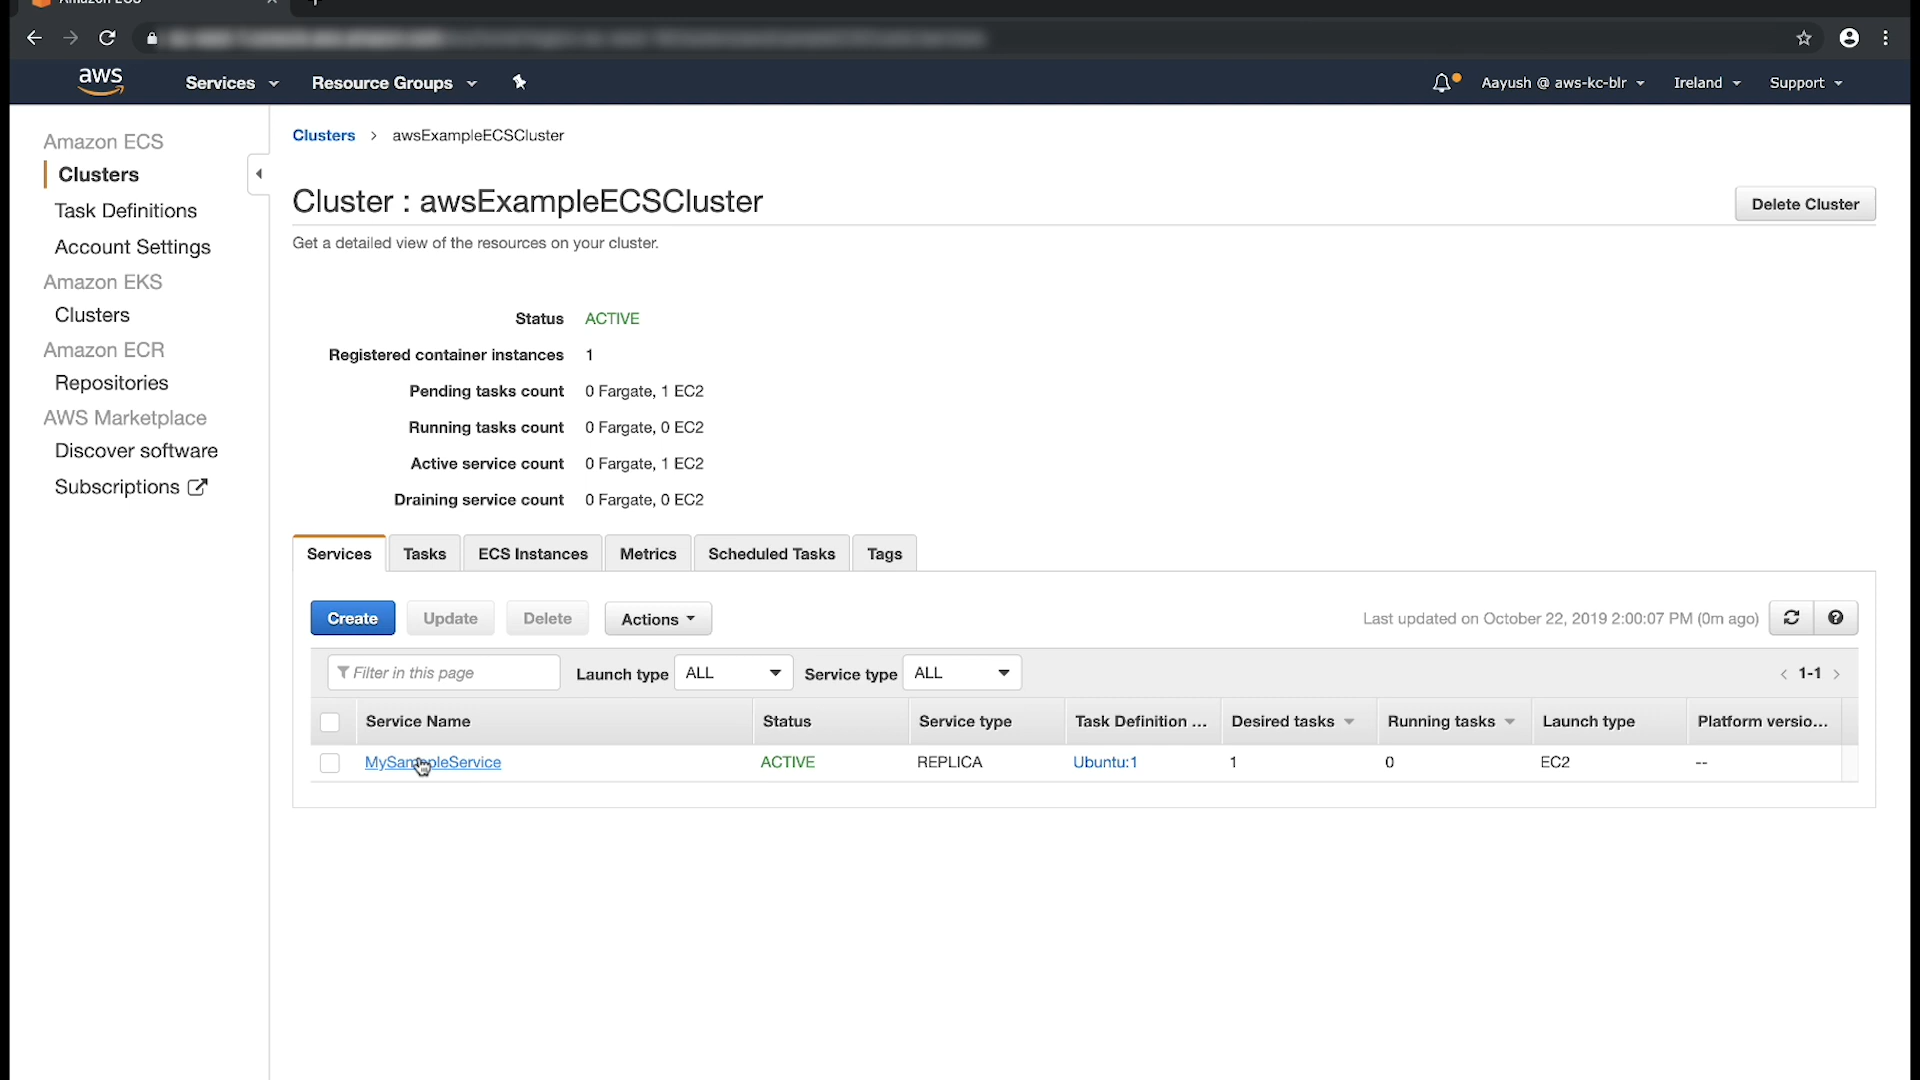 aws Services Resource Groups Aayush @ aws-kc-blr Ireland Support
Amazon ECS
Clusters
Task Definitions
Account Settings
Amazon EKS
Clusters
Amazon ECR
Repositories
AWS Marketplace
Discover software
Subscriptions
Clusters > awsExampleECSCluster
Cluster : awsExampleECSCluster
Delete Cluster
Get a detailed view of the resources on your cluster.
Status ACTIVE
Registered container instances 1
Pending tasks count 0 Fargate, 1 EC2
Running tasks count 0 Fargate, 0 EC2
Active service count 0 Fargate, 1 EC2
Draining service count 0 Fargate, 0 EC2
Services Tasks ECS Instances Metrics Scheduled Tasks Tags
Create Update Delete Actions Last updated on October 22, 2019 2:00:07 PM (0m ago)
Filter in this page Launch type ALL Service type ALL < 1-1 >
Service Name Status Service type Task Definition ... Desired tasks Running tasks Launch type Platform versio...
MySampleService ACTIVE REPLICA Ubuntu:1 1 0 EC2 --